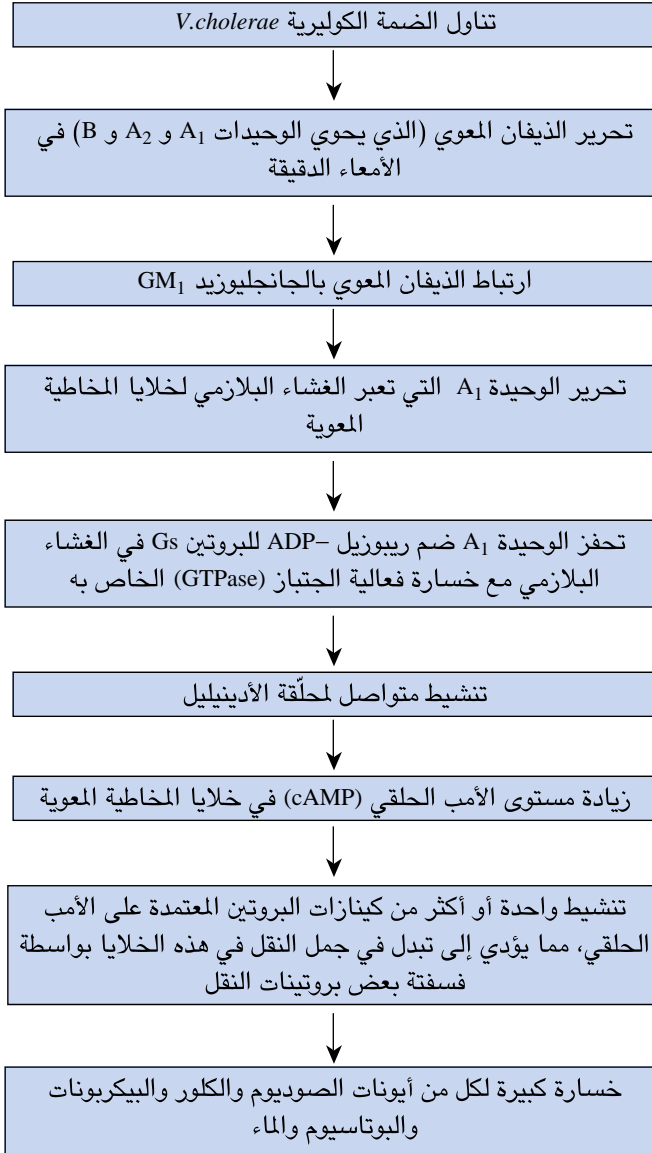 تناول الضمة الكوليرية V.cholerae
تحرير الذيفان المعوي (الذي يحوي الوحيدات A₁ و A₂ و B) في
الأمعاء الدقيقة
ارتباط الذيفان المعوي بالجانجليوزيد GM₁
تحرير الوحيدة A₁ التي تعبر الغشاء البلازمي لخلايا المخاطية
المعوية
تحفز الوحيدة A₁ ضم ريبوزيل –ADP للبروتين Gs في الغشاء
البلازمي مع خسارة فعالية الجتباز (GTPase) الخاص به
تنشيط متواصل لمحلّقة الأدينيليل
زيادة مستوى الأمب الحلقي (cAMP) في خلايا المخاطية المعوية
تنشيط واحدة أو أكثر من كينازات البروتين المعتمدة على الأمب
الحلقي، مما يؤدي إلى تبدل في جمل النقل في هذه الخلايا بواسطة
فسفتة بعض بروتينات النقل
خسارة كبيرة لكل من أيونات الصوديوم والكلور والبيكربونات
والبوتاسيوم والماء